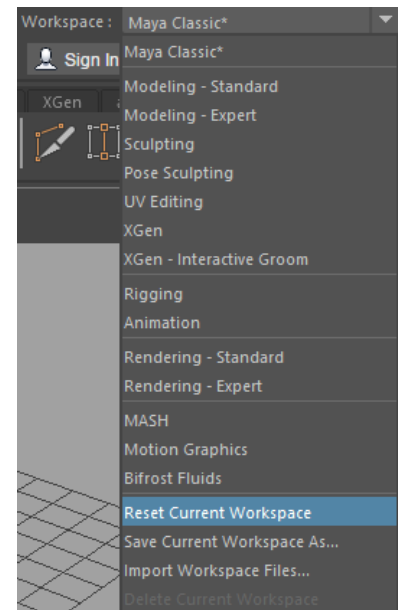 Workspace : Maya Classic*
Sign In
Maya Classic*
XGen
Modeling - Standard
Modeling - Expert
Sculpting
Pose Sculpting
UV Editing
XGen
XGen - Interactive Groom
Rigging
Animation
Rendering - Standard
Rendering - Expert
MASH
Motion Graphics
Bifrost Fluids
Reset Current Workspace
Save Current Workspace As...
Import Workspace Files...
Delete Current Workspace